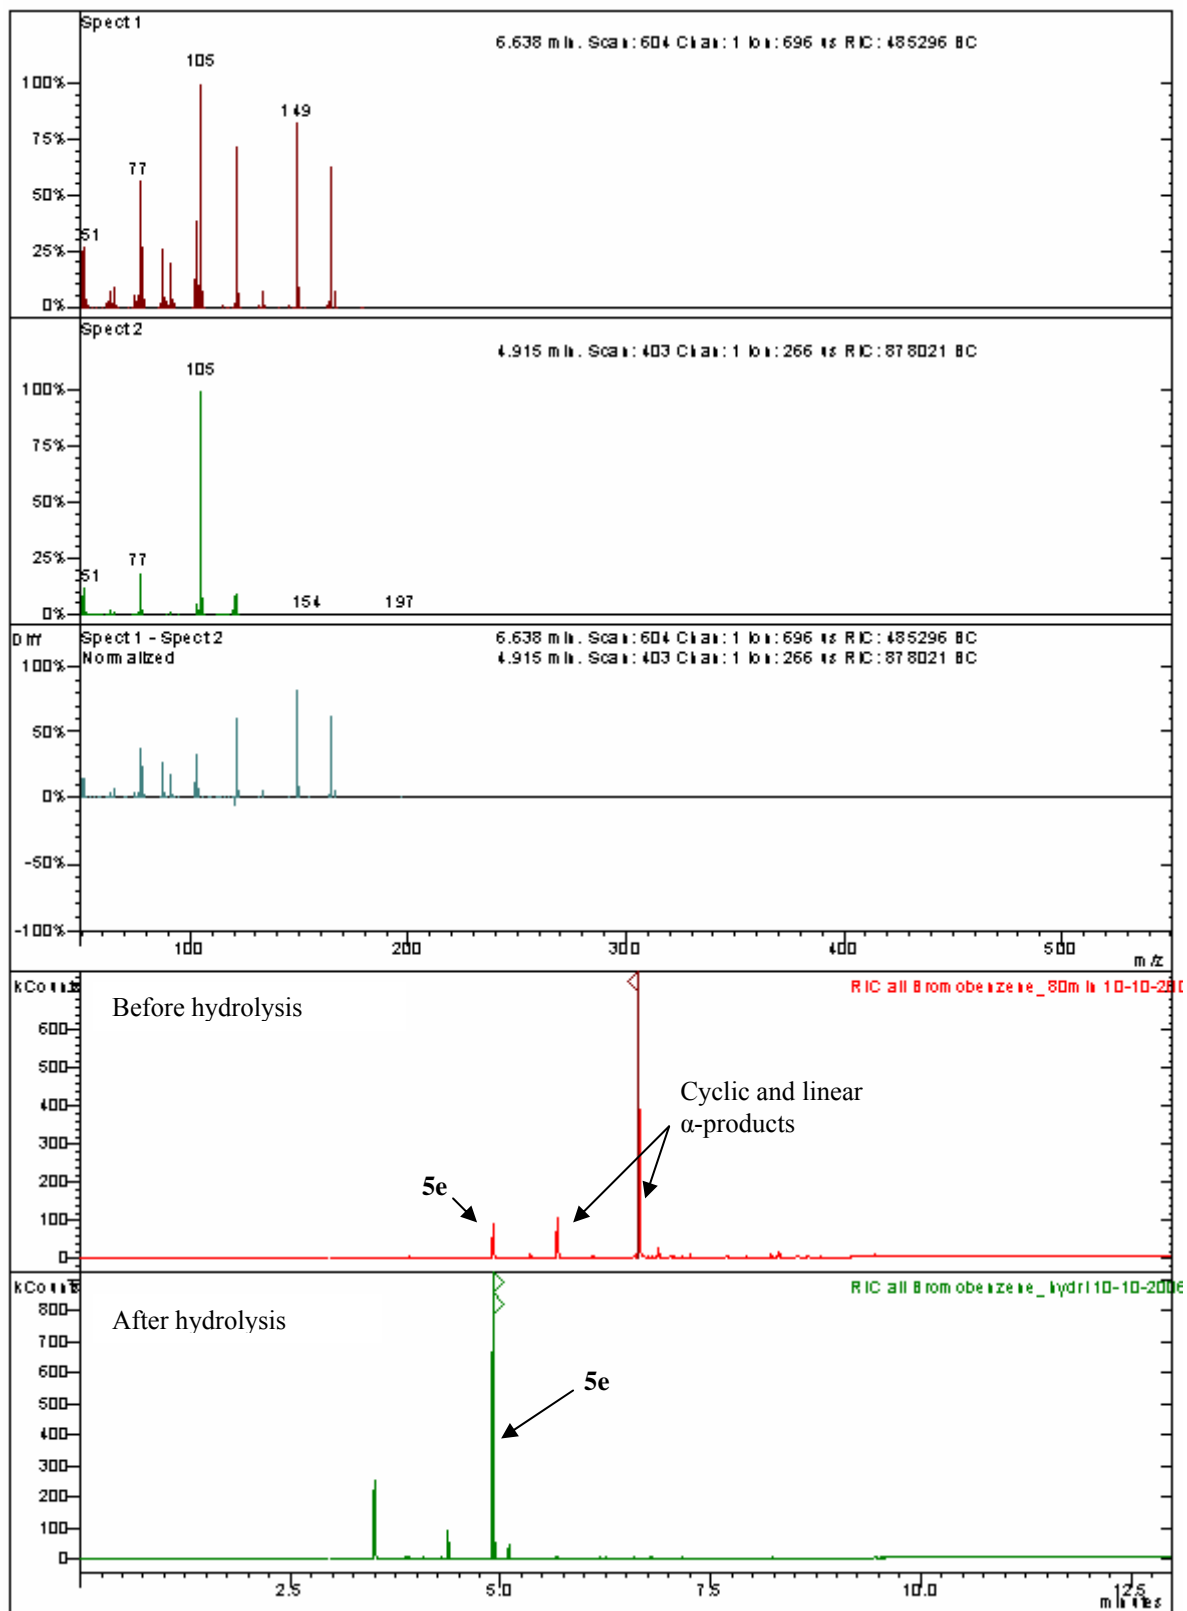 Spect 1
6.638 min. Scan: 604 Chan: 1 Ion: 696 us RIC: 485296 BC
105
100%
149
75%
77
50%
51
25%
0%
Spect 2
4.915 min. Scan: 403 Chan: 1 Ion: 266 us RIC: 878021 BC
105
100%
75%
50%
25%
77
51
154
197
0%
Diff
Spect 1 - Spect 2
6.638 min. Scan: 604 Chan: 1 Ion: 696 us RIC: 485296 BC
Normalized
4.915 min. Scan: 403 Chan: 1 Ion: 266 us RIC: 878021 BC
100%
50%
0%
-50%
-100%
100 200 300 400 500
m/z
kCounts
Before hydrolysis
RIC all Bromobenzene_80min 10-10-200
600
500
Cyclic and linear
α-products
400
300
200
5e
100
0
kCounts
RIC all Bromobenzene_hydrl 10-10-2006
After hydrolysis
800
700
600
5e
500
400
300
200
100
0
2.5 5.0 7.5 10.0 12.5
minutes